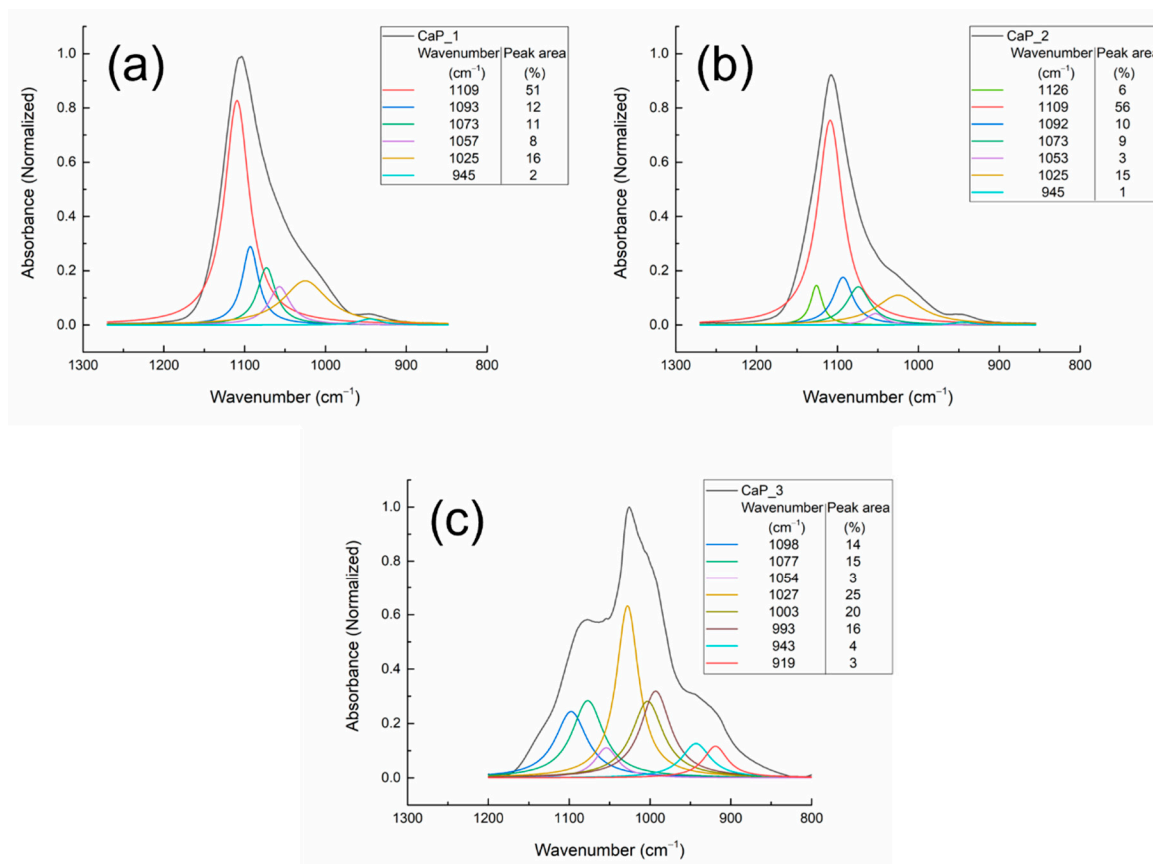 (a)
CaP_1
Wavenumber Peak area
(cm⁻¹) (%)
1109 51
1093 12
1073 11
1057 8
1025 16
945 2
Absorbance (Normalized)
1.0
0.8
0.6
0.4
0.2
0.0
1300 1200 1100 1000 900 800
Wavenumber (cm⁻¹)
(b)
CaP_2
Wavenumber Peak area
(cm⁻¹) (%)
1126 6
1109 56
1092 10
1073 9
1053 3
1025 15
945 1
Absorbance (Normalized)
1.0
0.8
0.6
0.4
0.2
0.0
1300 1200 1100 1000 900 800
Wavenumber (cm⁻¹)
(c)
CaP_3
Wavenumber Peak area
(cm⁻¹) (%)
1098 14
1077 15
1054 3
1027 25
1003 20
993 16
943 4
919 3
Absorbance (Normalized)
1.0
0.8
0.6
0.4
0.2
0.0
1300 1200 1100 1000 900 800
Wavenumber (cm⁻¹)